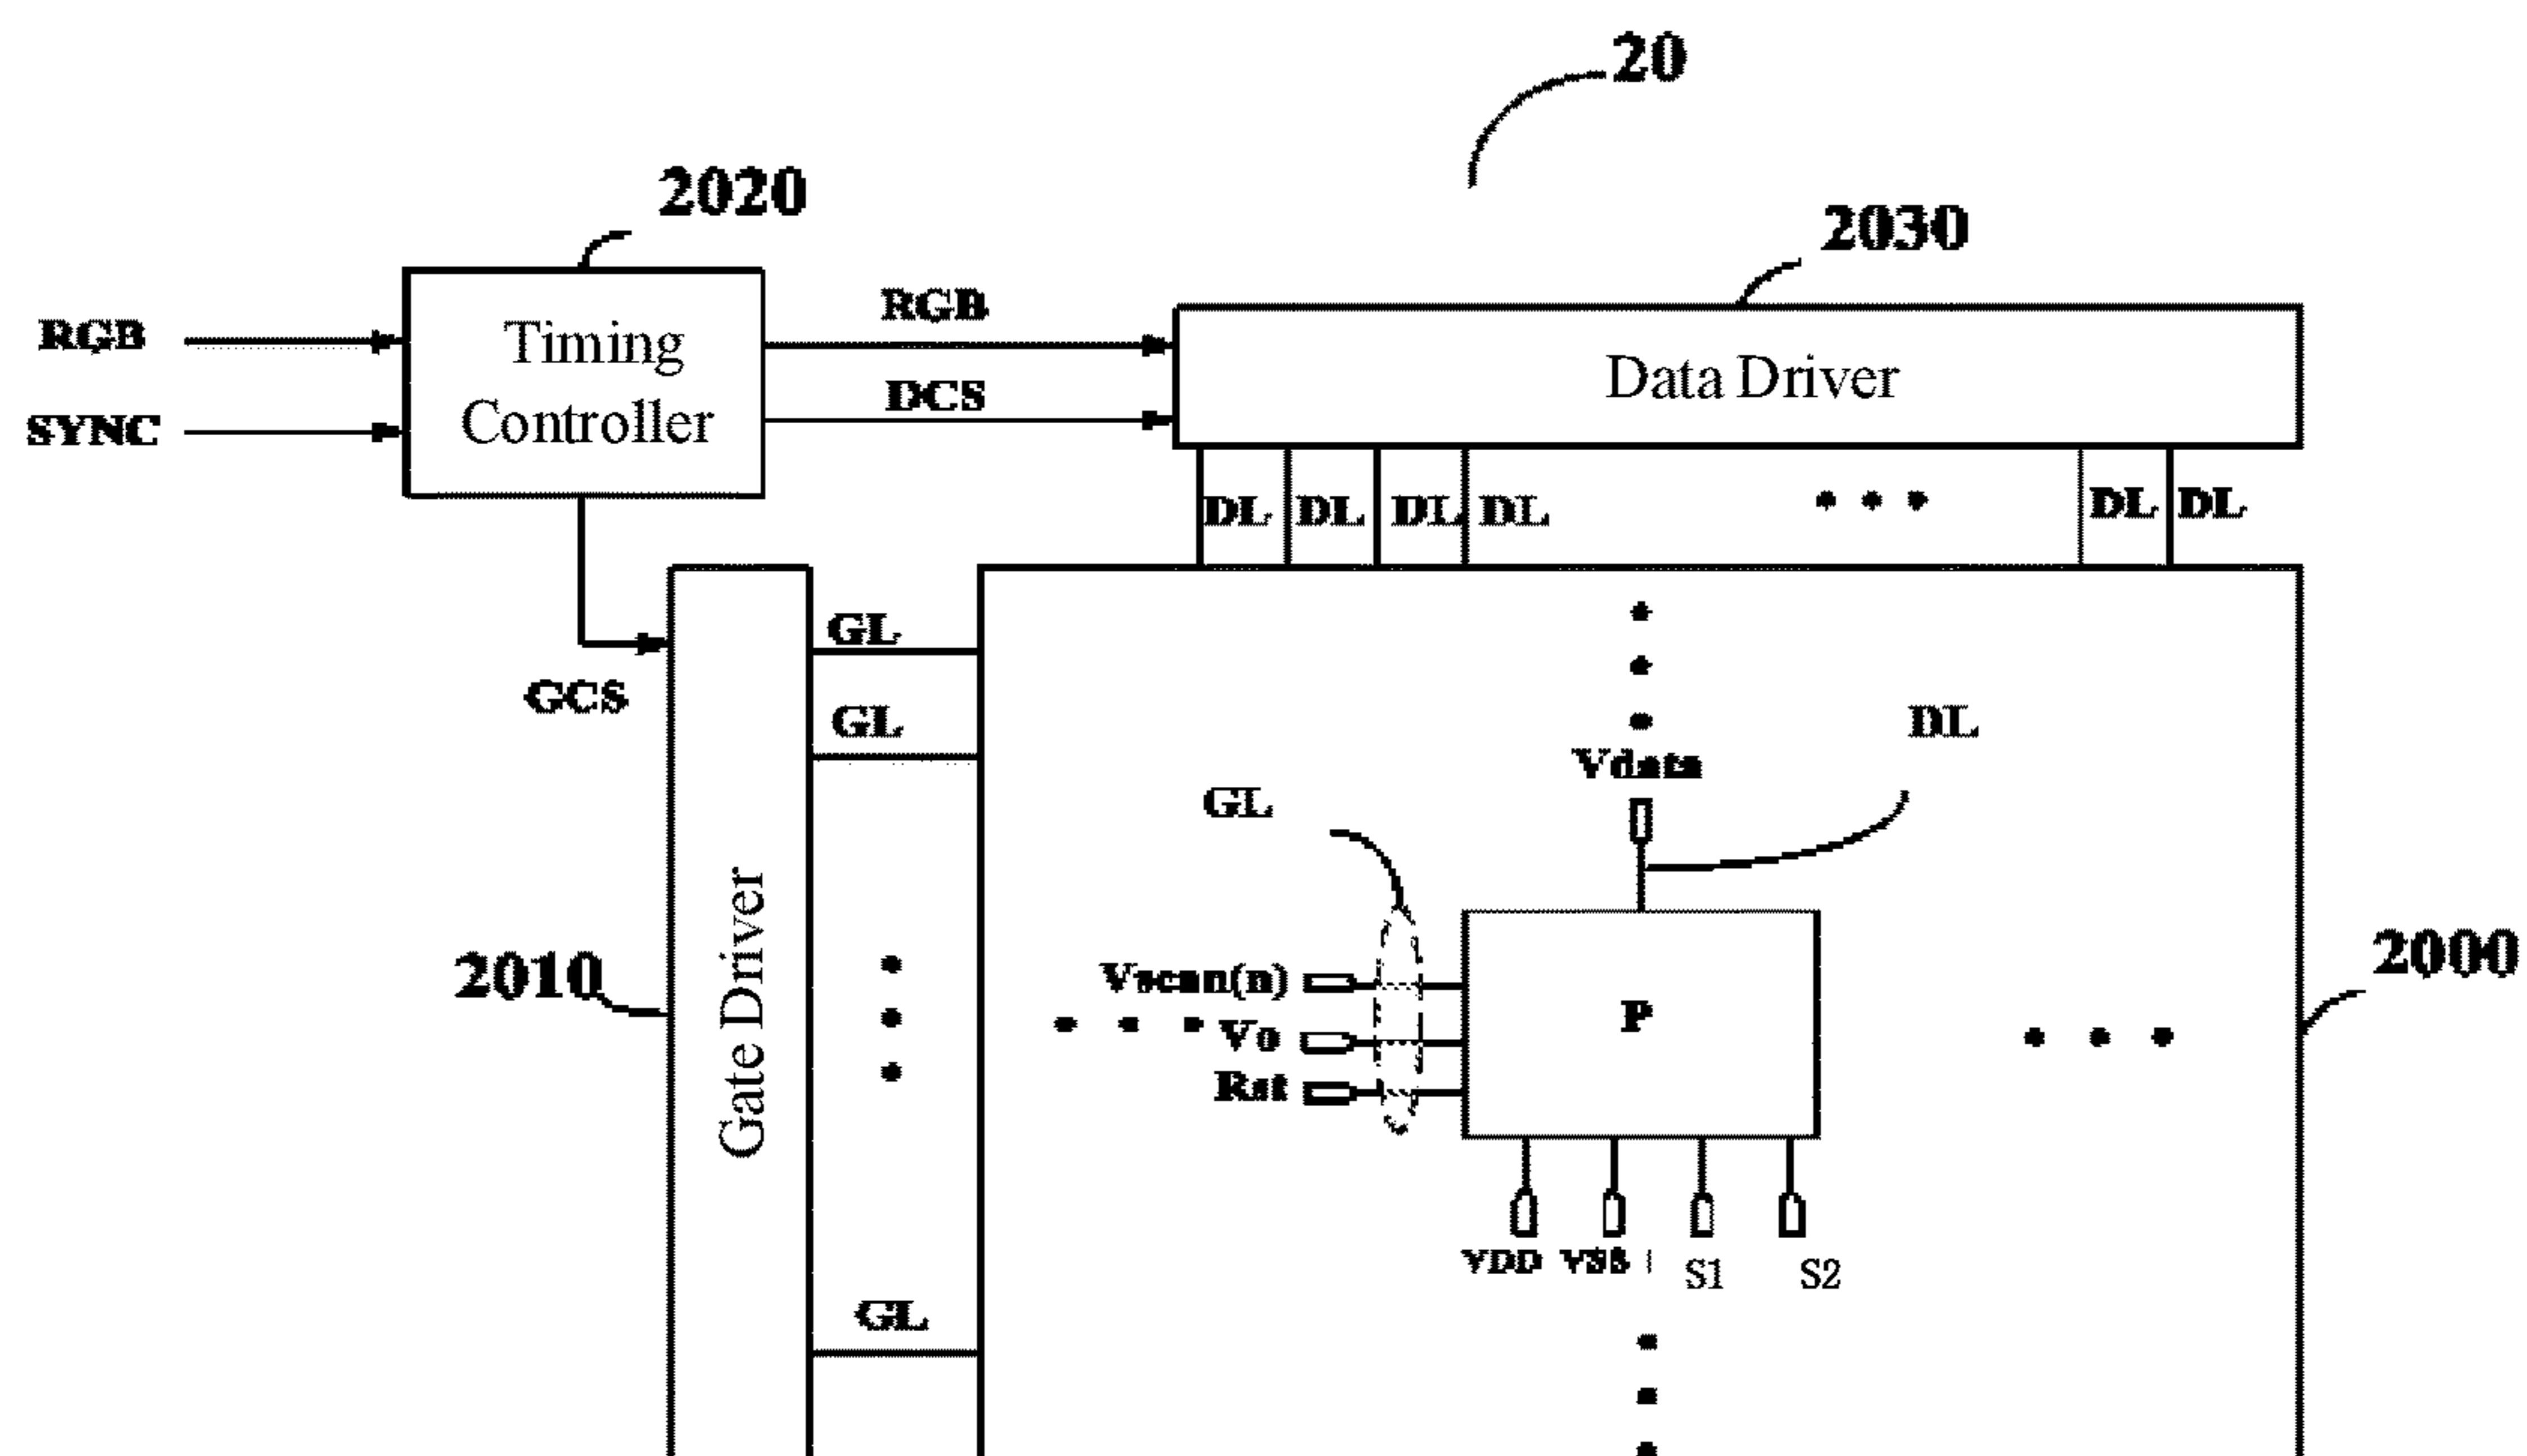 20
2020
2030
RGB
SYNC
Timing
Controller
RGB
DCS
Data Driver
DL DL DL DL DL DL
GCS
GL
GL
GL
Gate Driver
2010
2000
Vdata
DL
GL
Vscan(n)
Vo
Rst
P
VDD VSS S1 S2